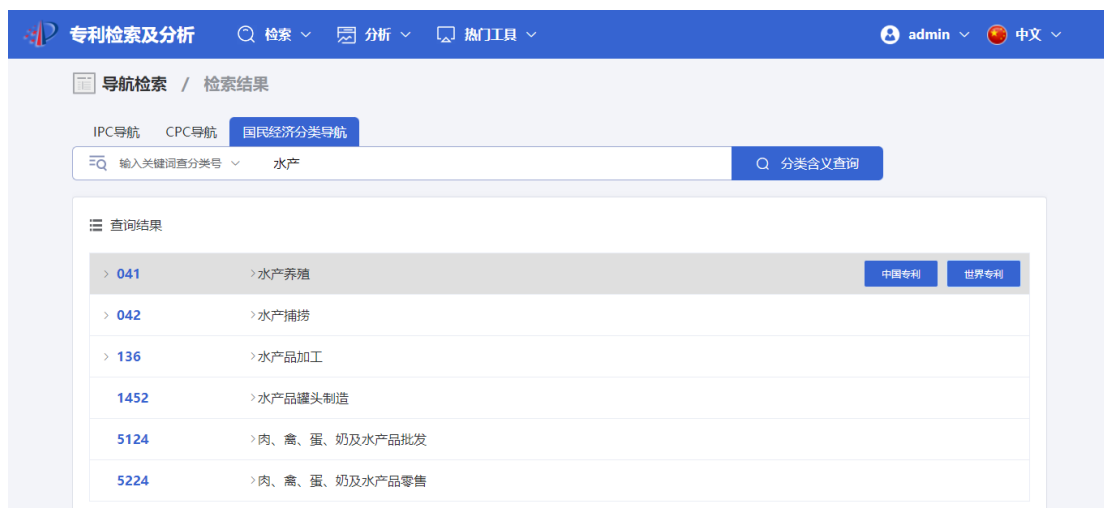 专利检索及分析 检索 分析 热门工具 admin 中文
导航检索 / 检索结果
IPC导航 CPC导航 国民经济分类导航
输入关键词查分类号 水产 分类含义查询
查询结果
041 水产养殖 中国专利 世界专利
042 水产捕捞
136 水产品加工
1452 水产品罐头制造
5124 肉、禽、蛋、奶及水产品批发
5224 肉、禽、蛋、奶及水产品零售